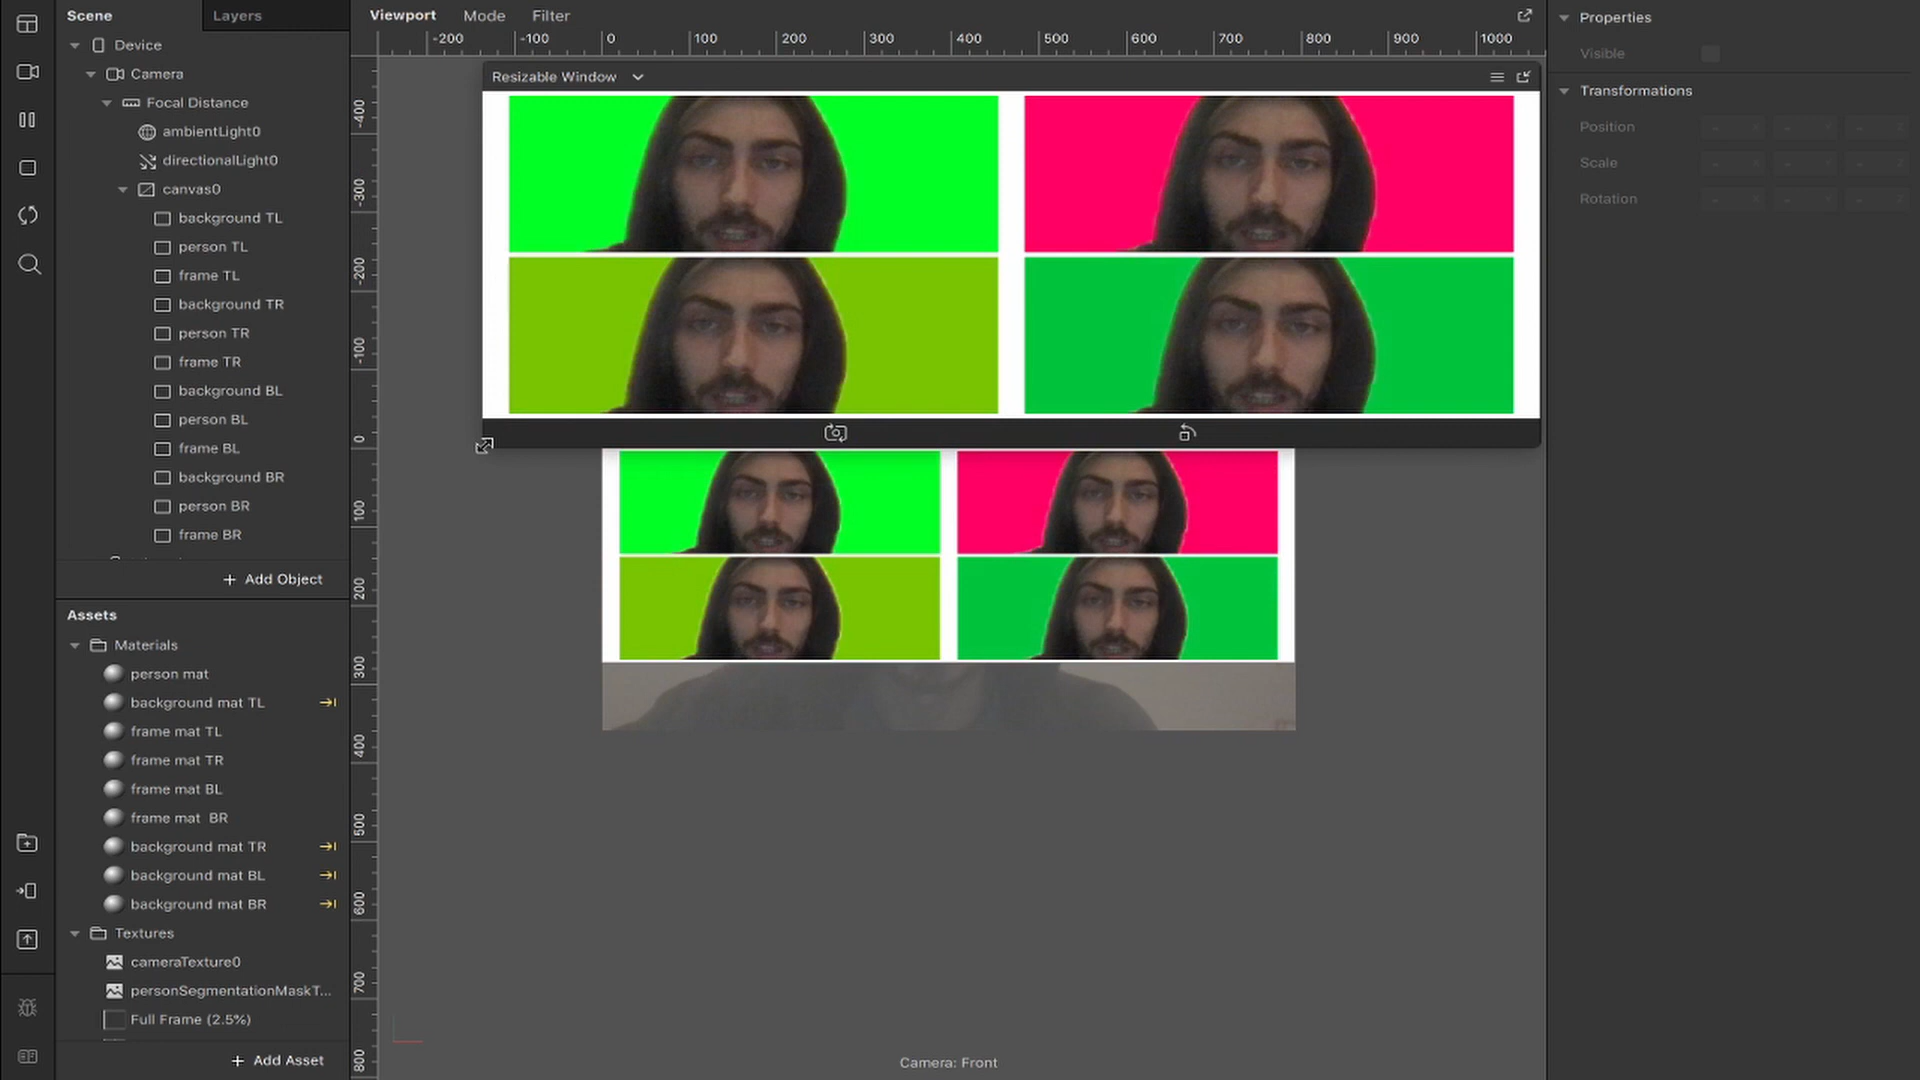 Scene
Layers
Device
Camera
Focal Distance
ambientLight0
directionalLight0
canvas0
background TL
person TL
frame TL
background TR
person TR
frame TR
background BL
person BL
frame BL
background BR
person BR
frame BR
+ Add Object
Assets
Materials
person mat
background mat TL
frame mat TL
frame mat TR
frame mat BL
frame mat BR
background mat TR
background mat BL
background mat BR
Textures
cameraTexture0
personSegmentationMaskT...
Full Frame (2.5%)
+ Add Asset
Viewport Mode Filter
-200 -100 0 100 200 300 400 500 600 700 800 900 1000
-400
-300
-200
-100
0
100
200
300
400
500
600
700
800
Resizable Window
Camera: Front
Properties
Visible
Transformations
Position
Scale
Rotation